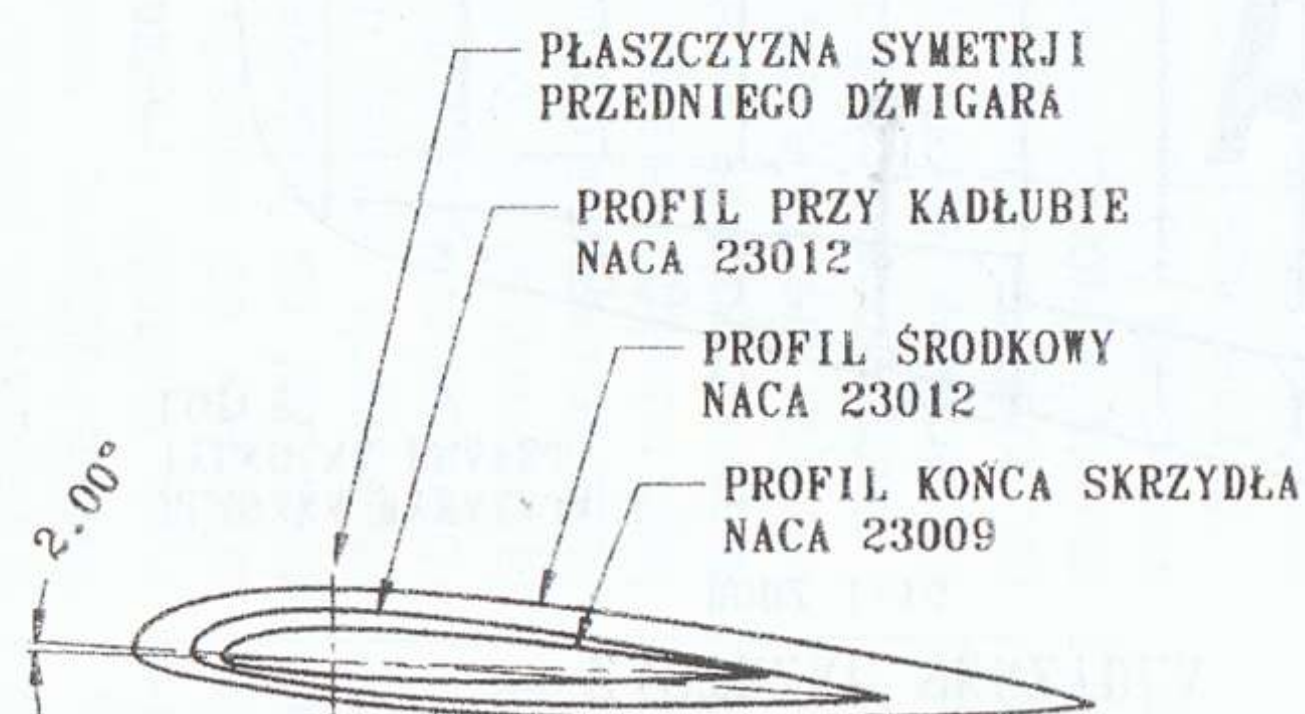 PŁASZCZYZNA SYMETRJI
PRZEDNIEGO DŹWIGARA
PROFIL PRZY KADŁUBIE
NACA 23012
PROFIL ŚRODKOWY
NACA 23012
PROFIL KOŃCA SKRZYDŁA
NACA 23009
2.00°